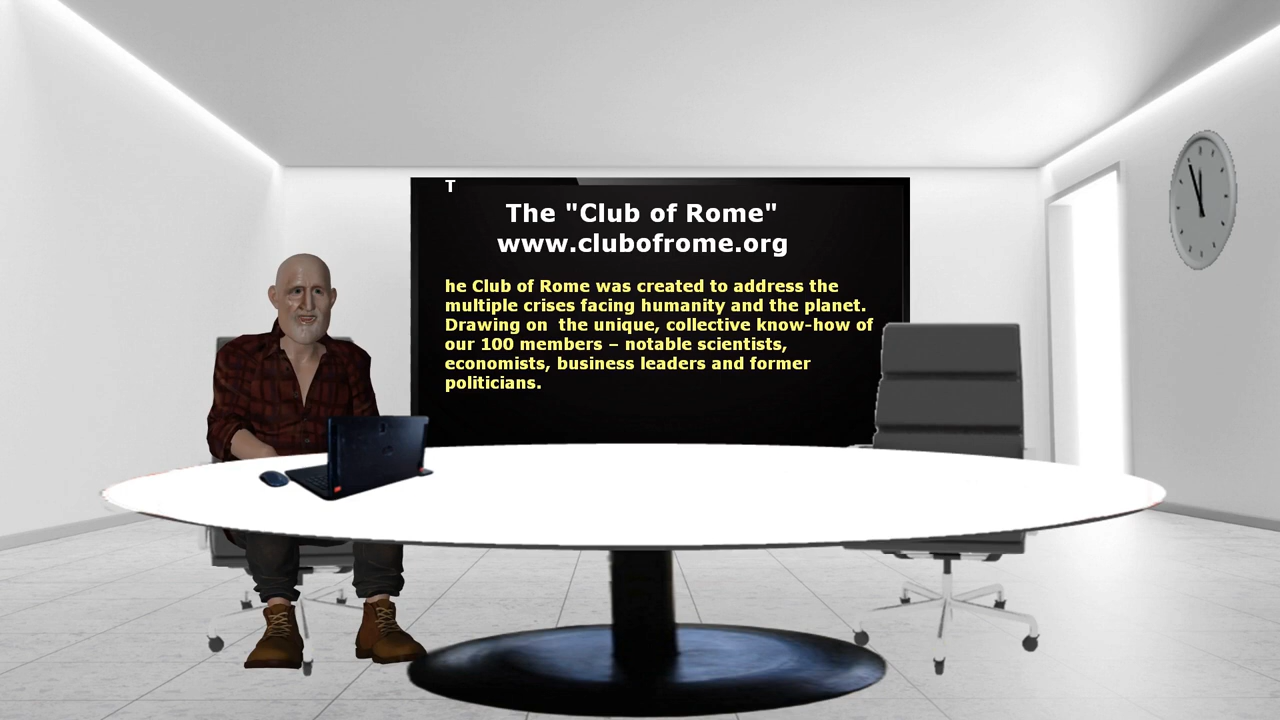 T
The "Club of Rome"
www.clubofrome.org
he Club of Rome was created to address the
multiple crises facing humanity and the planet.
Drawing on  the unique, collective know-how of
our 100 members – notable scientists,
economists, business leaders and former
politicians.